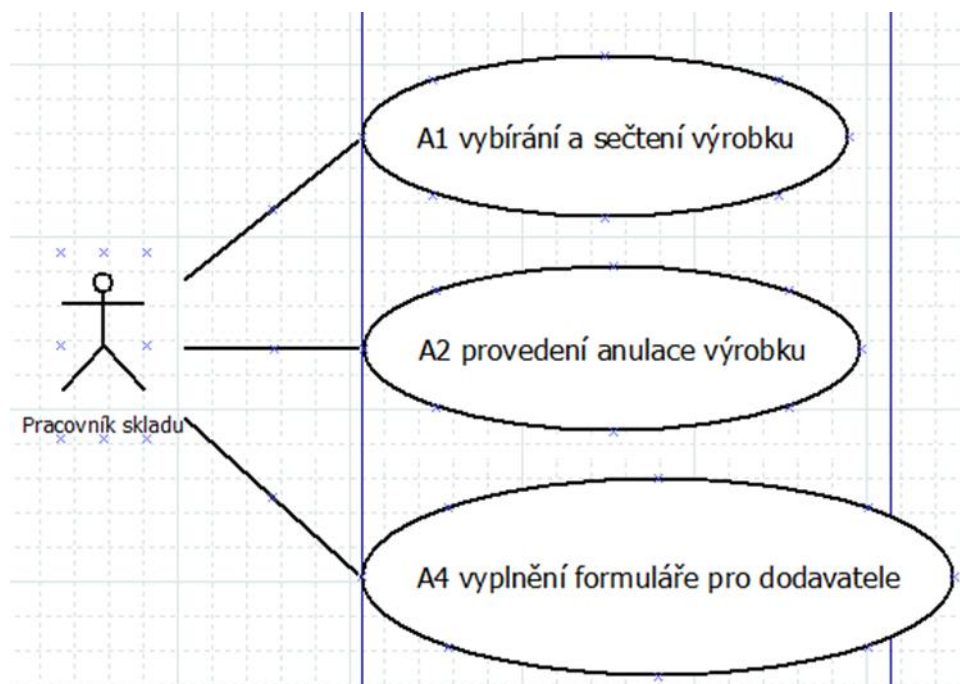 A1 vybírání a sečtení výrobku
A2 provedení anulace výrobku
Pracovník skladu
A4 vyplnění formuláře pro dodavatele